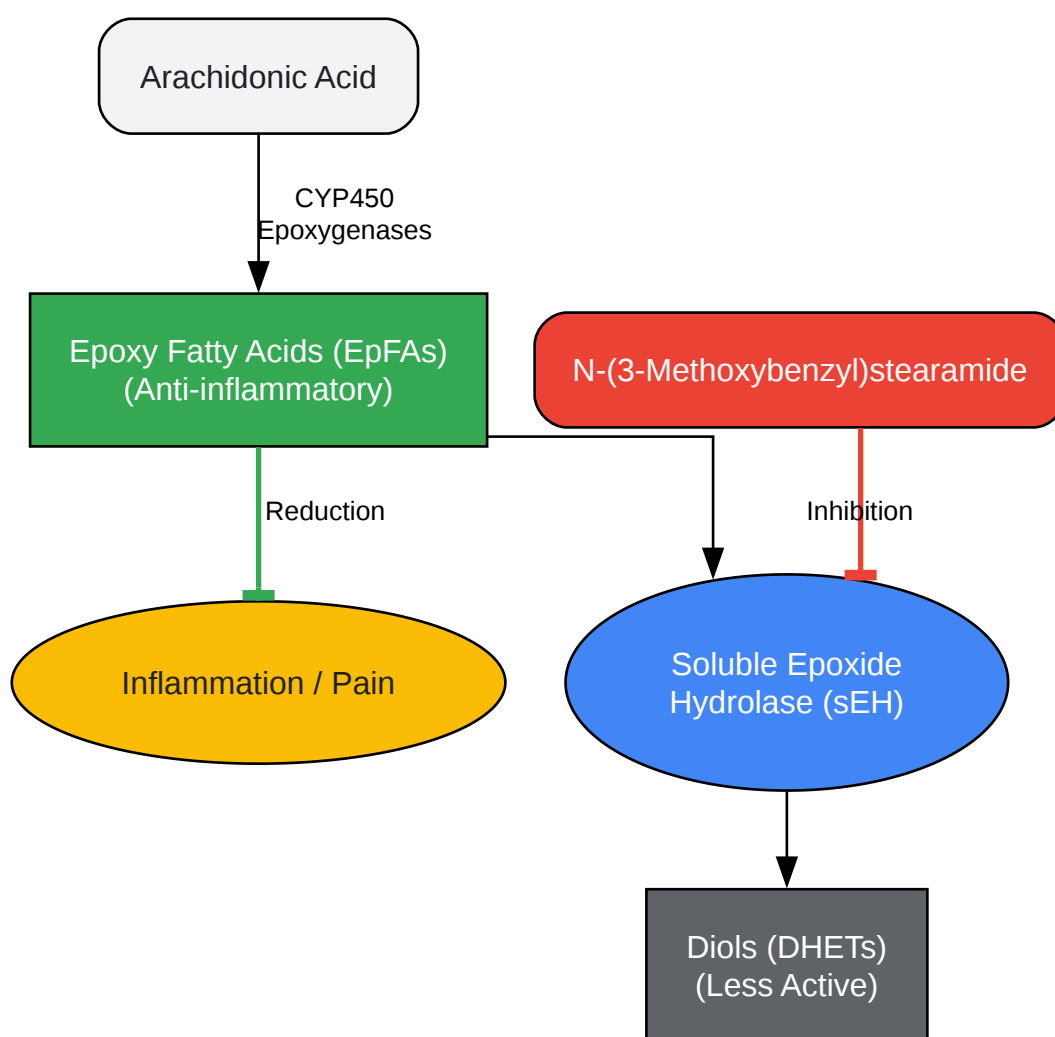 Arachidonic Acid
CYP450
Epoxygenases
Epoxy Fatty Acids (EpFAs)
(Anti-inflammatory)
N-(3-Methoxybenzyl)stearamide
Reduction
Inhibition
Inflammation / Pain
Soluble Epoxide
Hydrolase (sEH)
Diols (DHETs)
(Less Active)